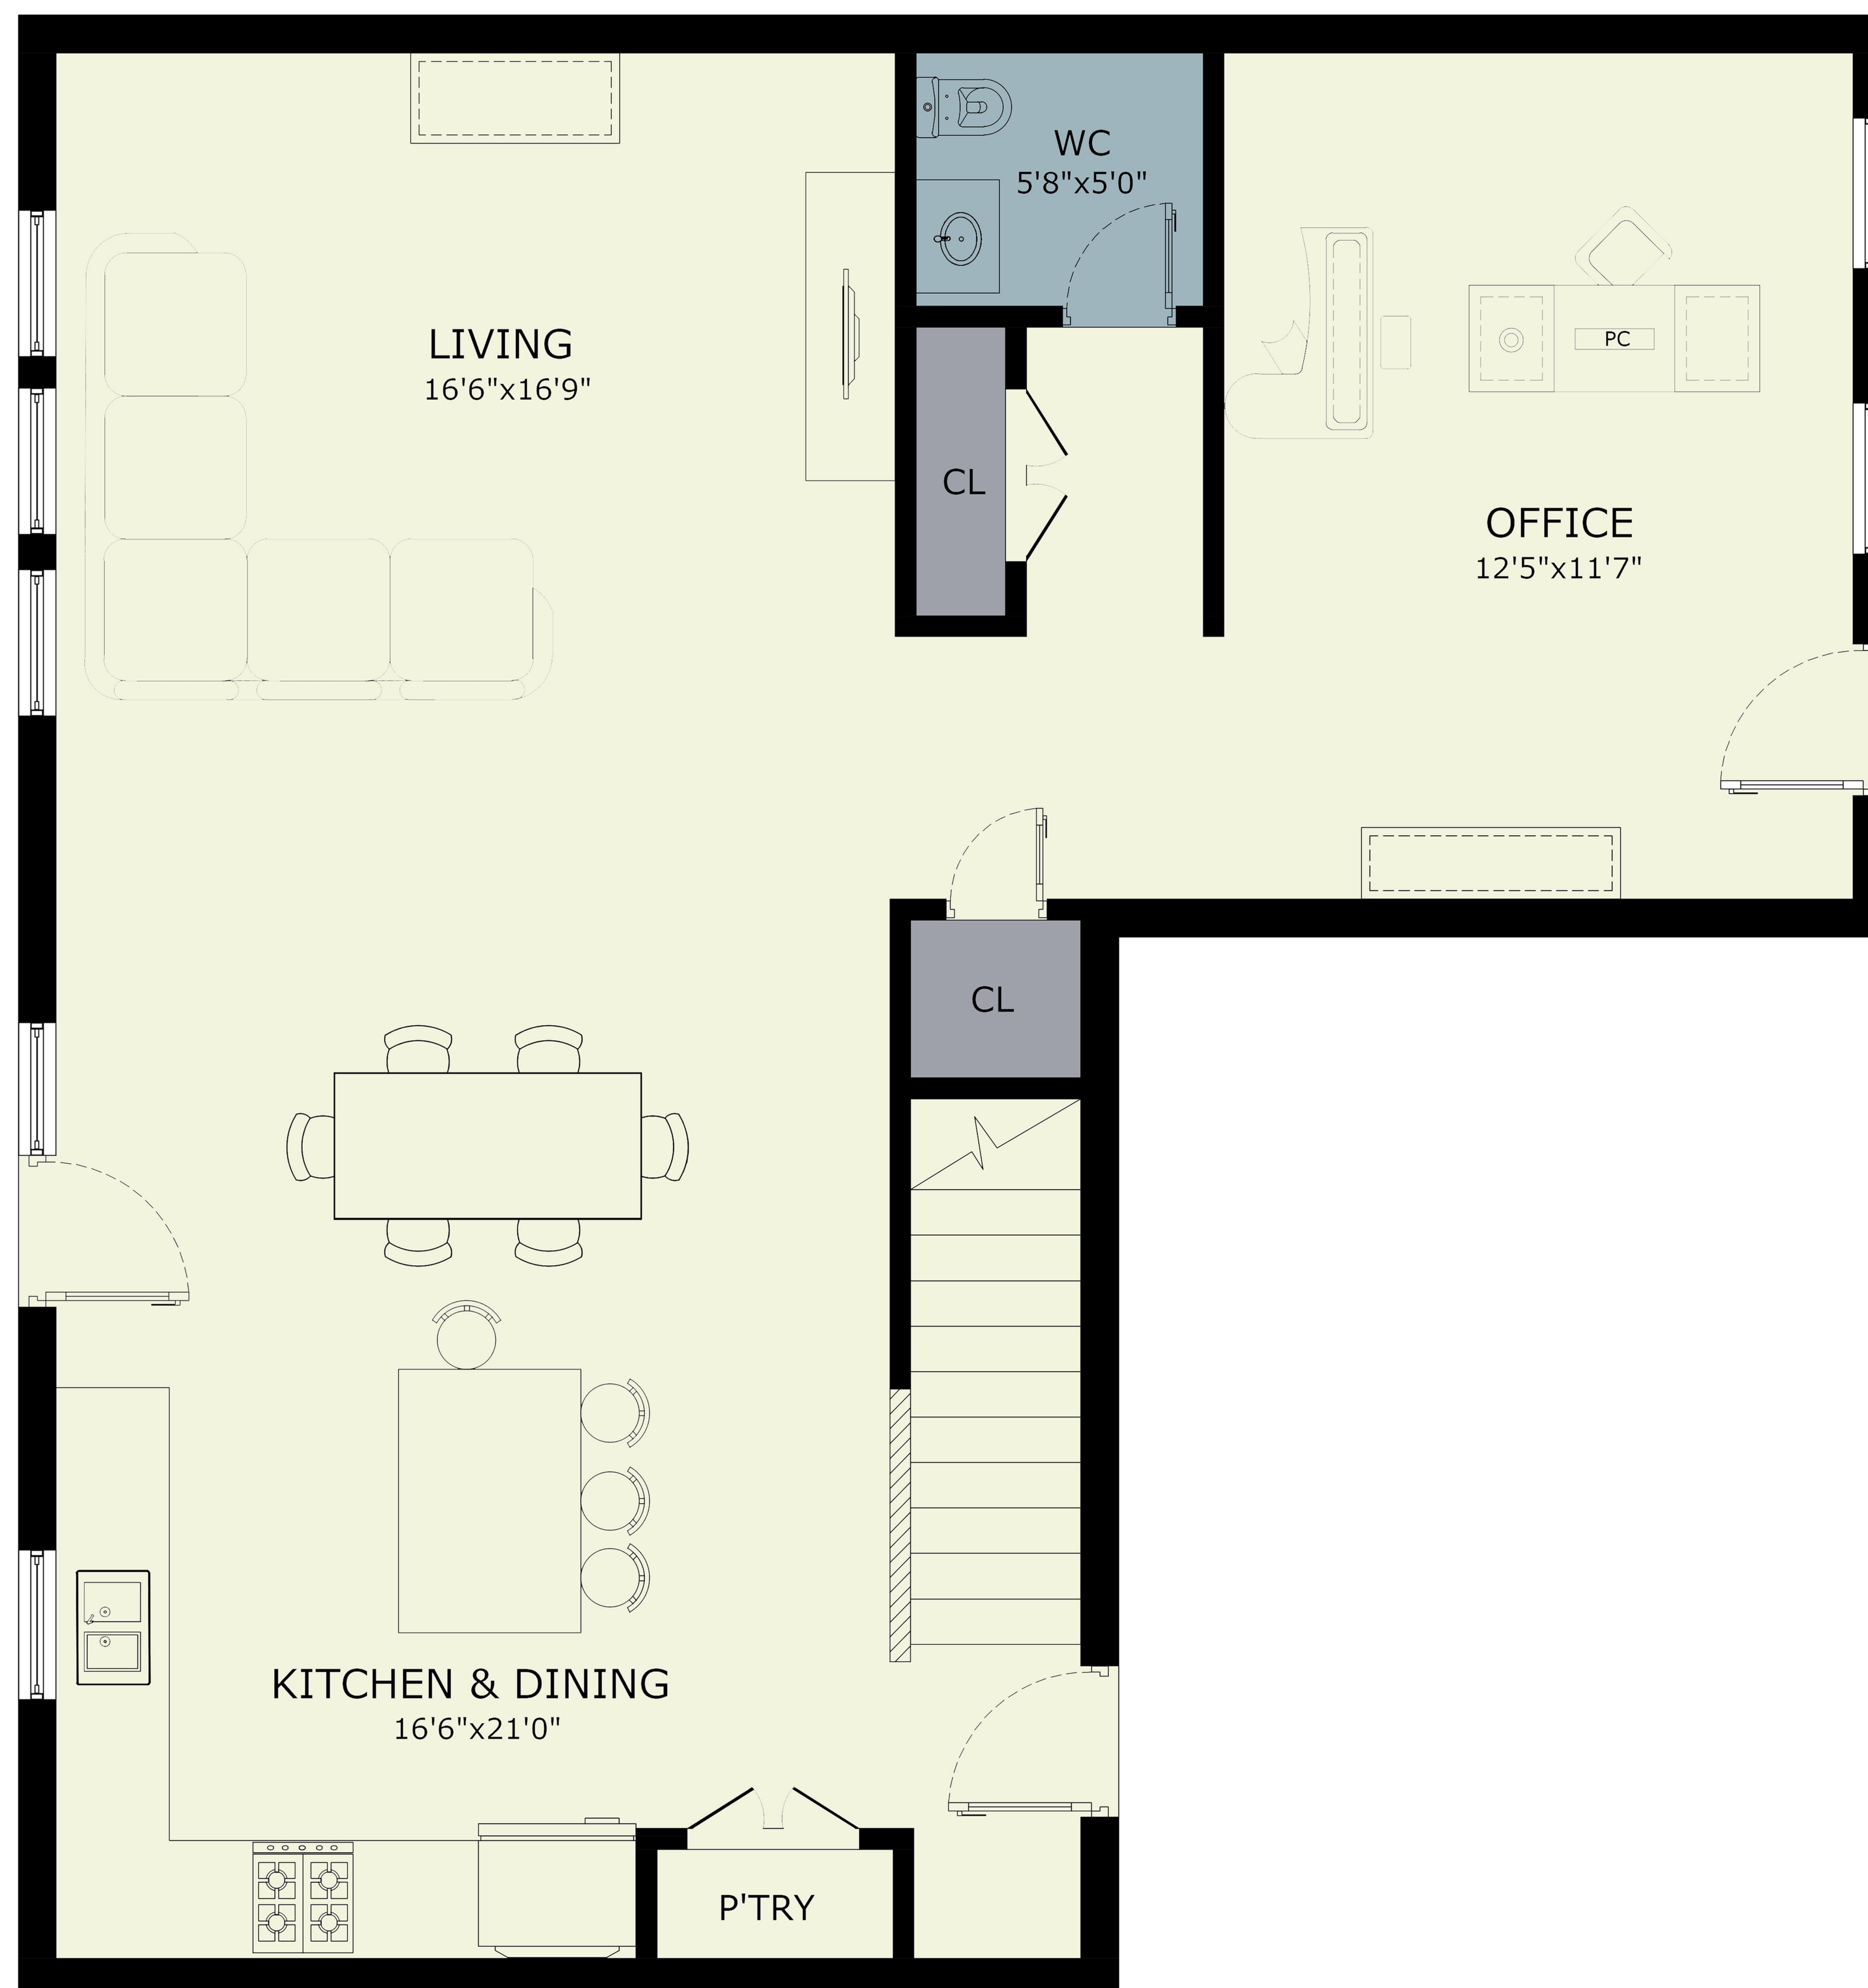 WC
5'8"x5'0"
LIVING
16'6"x16'9"
PC
CL
OFFICE
12'5"x11'7"
CL
KITCHEN & DINING
16'6"x21'0"
P'TRY